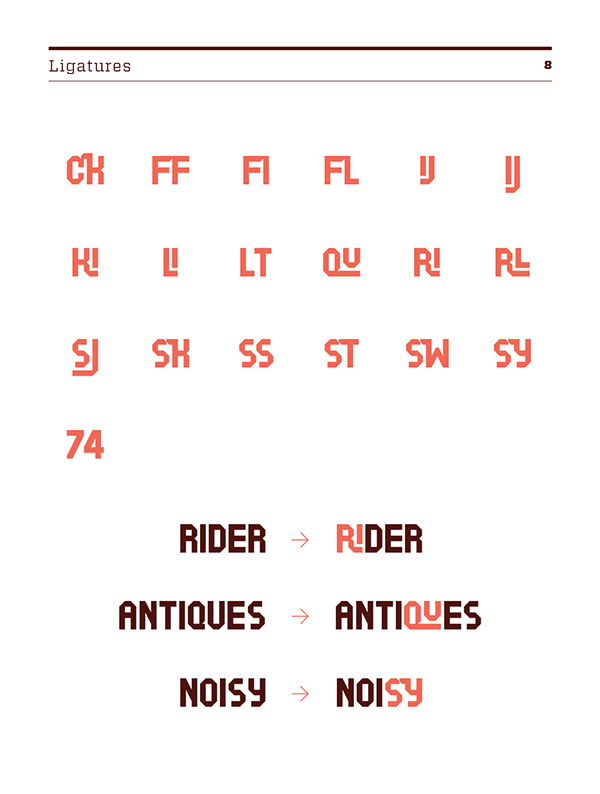 Ligatures 8
CK FF FI FL IJ IJ
KI LI LT QU RI RL
SJ SK SS ST SW SY
74
RIDER → RIDER
ANTIQUES → ANTIQUES
NOISY → NOISY